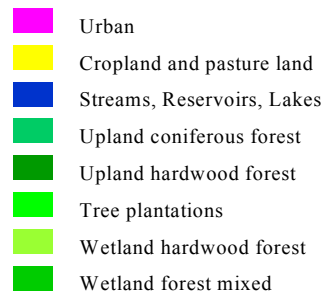 Urban
Cropland and pasture land
Streams, Reservoirs, Lakes
Upland coniferous forest
Upland hardwood forest
Tree plantations
Wetland hardwood forest
Wetland forest mixed